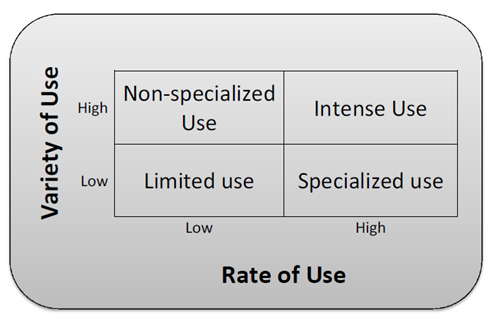 Variety of Use
High
Non-specialized
Use
Intense Use
Low
Limited use
Specialized use
Low
High
Rate of Use